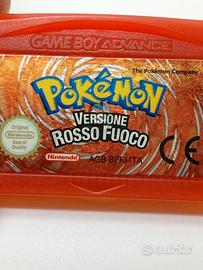 GAME BOY ADVANCE
The Pokémon Company
POKéMON
VERSIONE
ROSSO FUOCO
Original
Nintendo
Seal of
Quality
Nintendo
AGB-BPRI-ITA
CE
subito